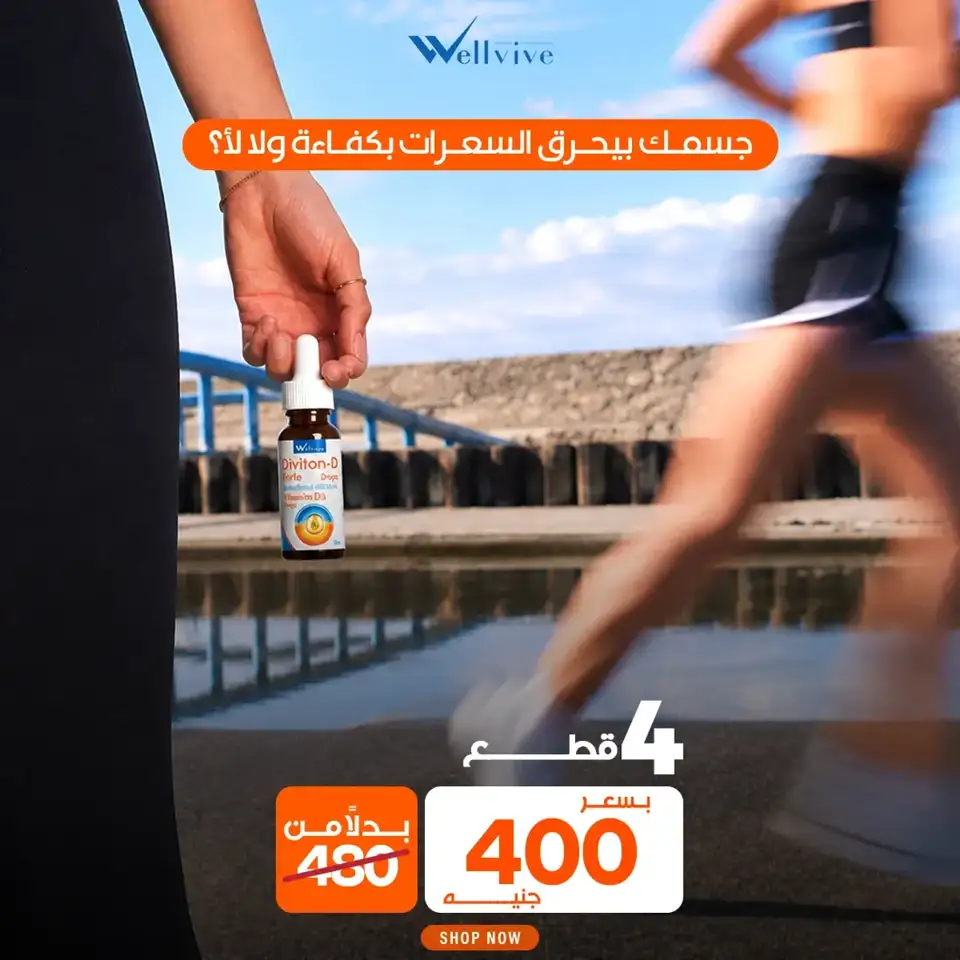 Wellvive
جسمك بيحرق السعرات بكفاءة ولا لأ؟
Wellvive
Diviton-D
Forte Drops
Vitamin D3
4 قطع
بسعر
400
جنيه
بدلًا من
480
SHOP NOW